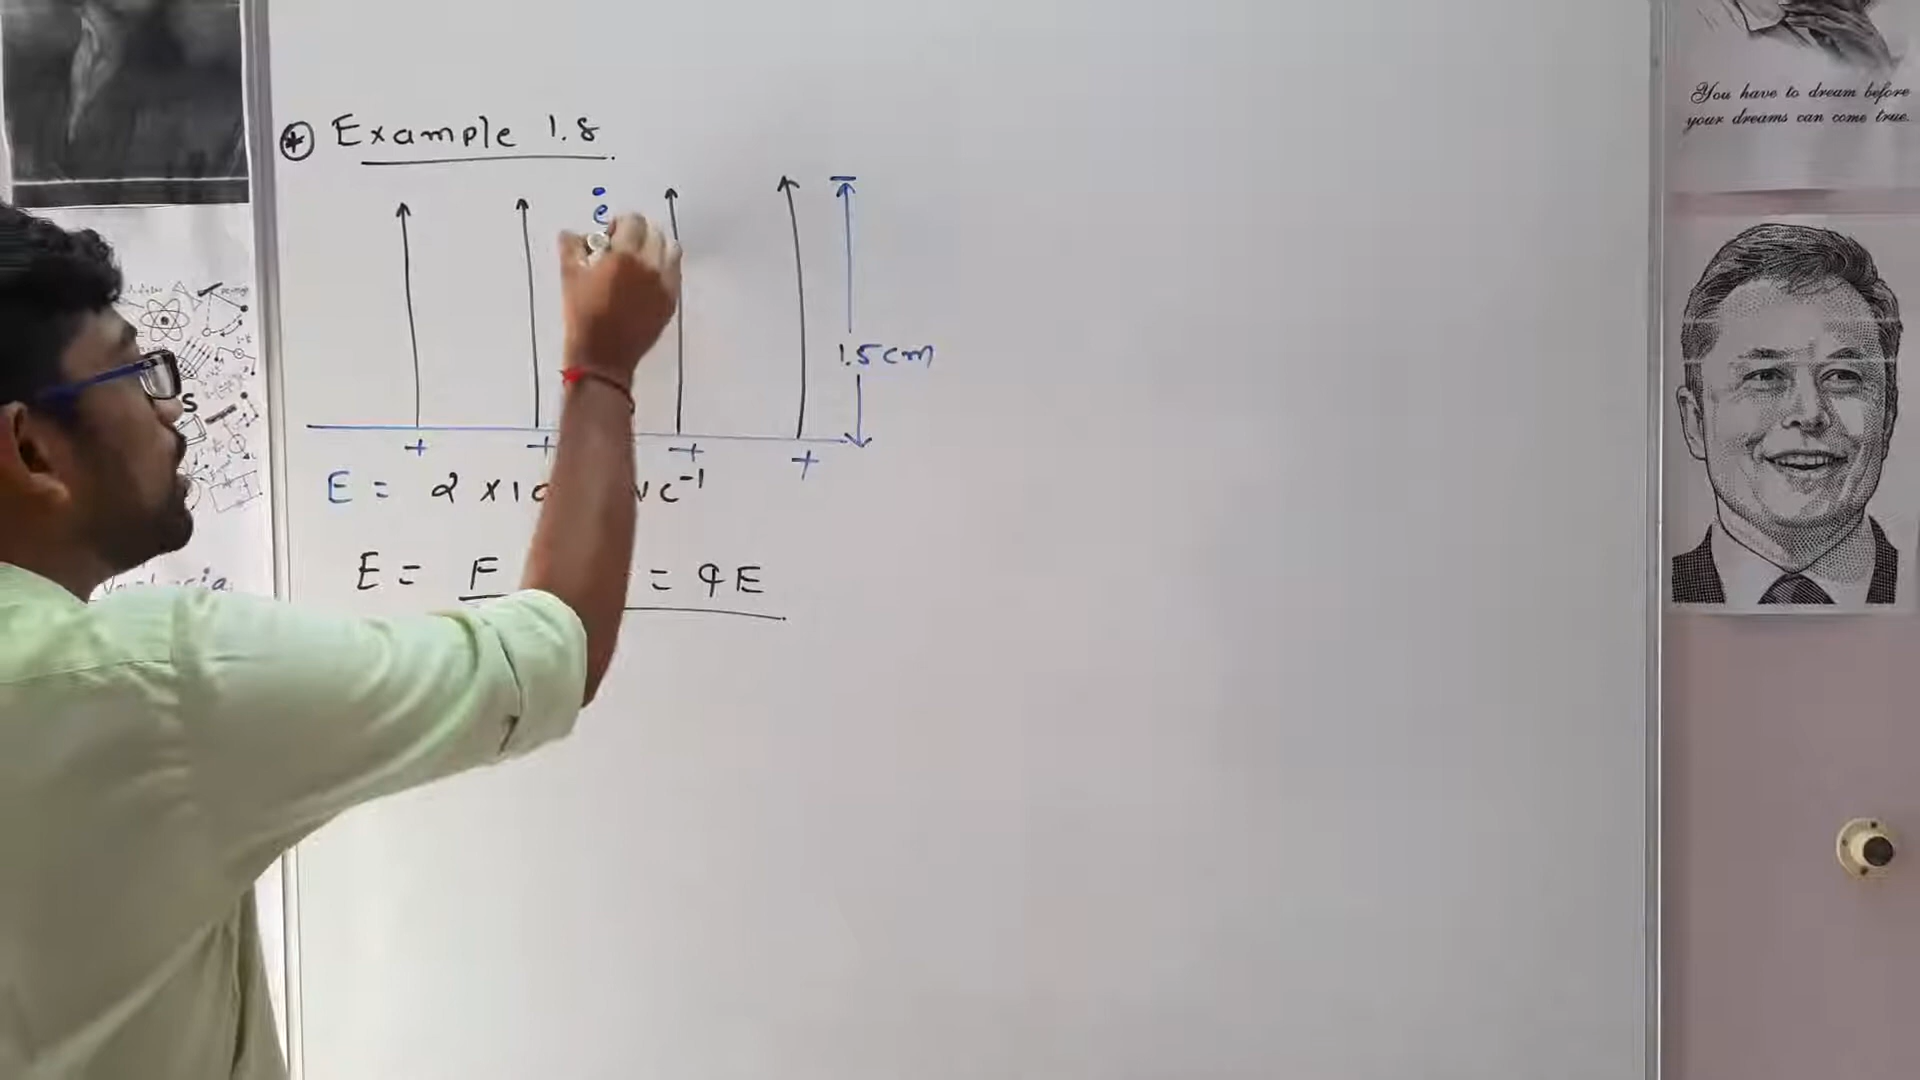 * Example 1.8
e
1.5cm
+ + + +
E = 2 × 10 C⁻¹
E = F = qE
You have to dream before
your dreams can come true.
S